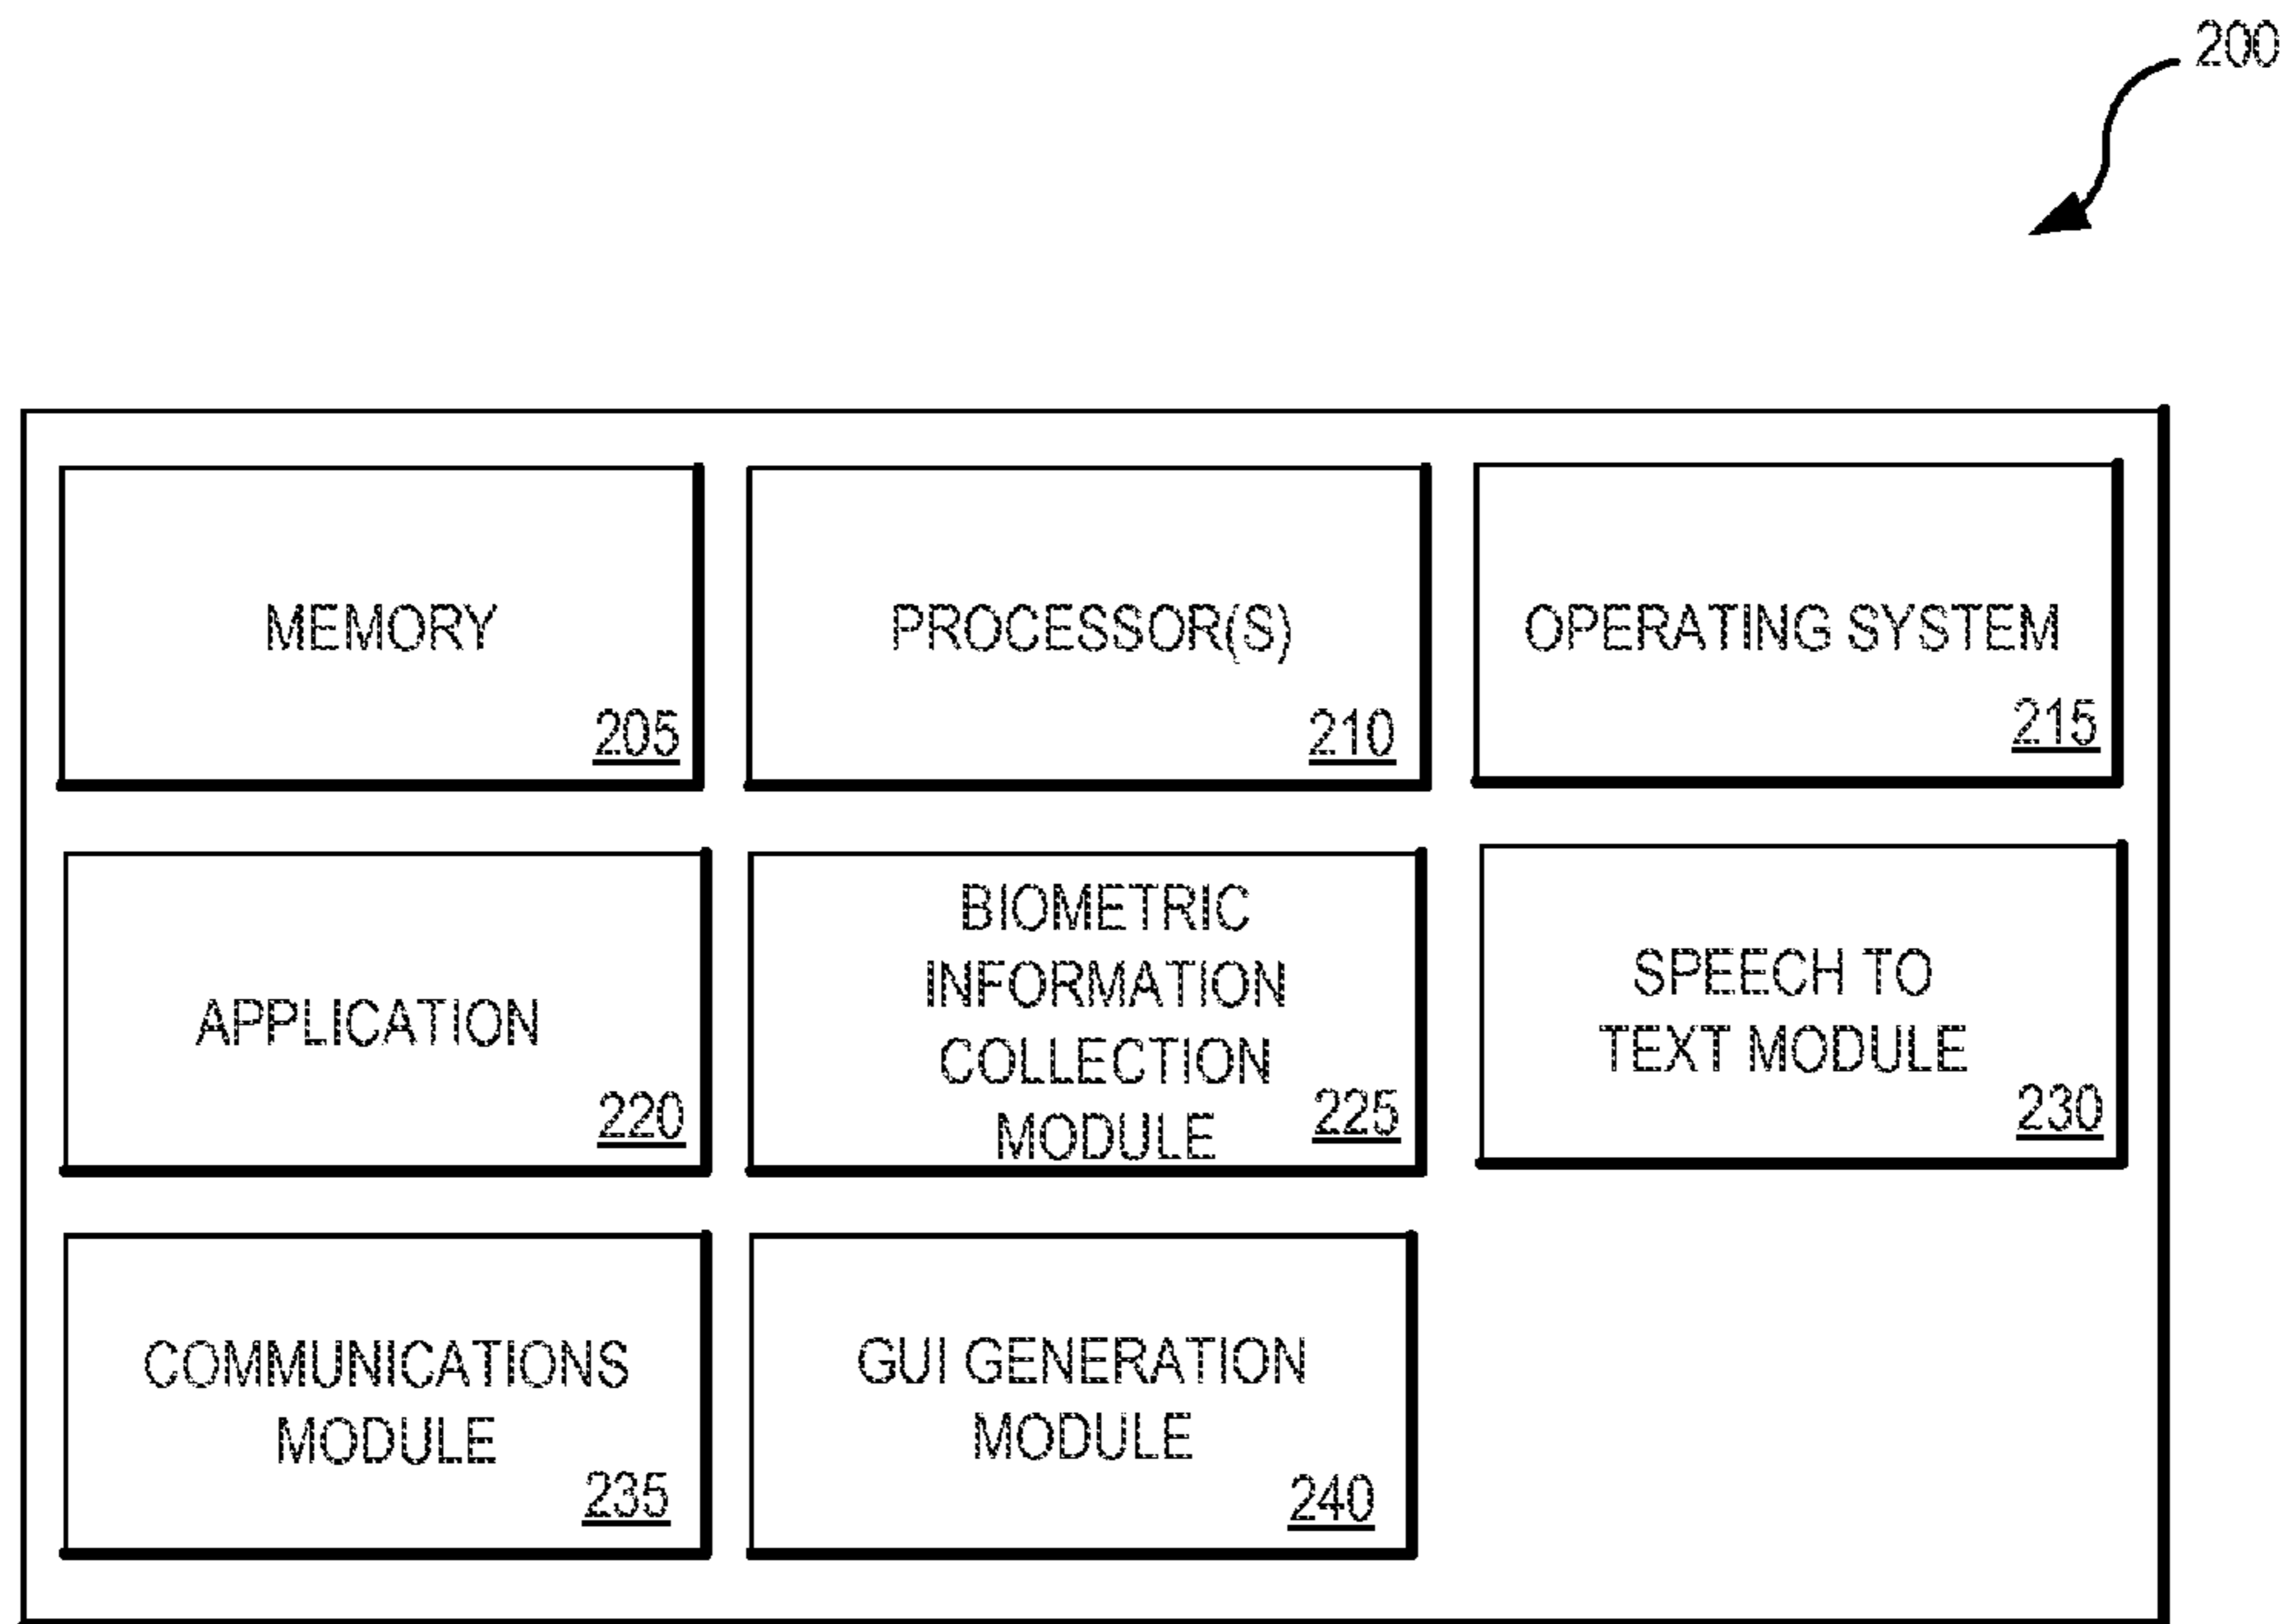 200
MEMORY
205
PROCESSOR(S)
210
OPERATING SYSTEM
215
APPLICATION
220
BIOMETRIC
INFORMATION
COLLECTION
MODULE
225
SPEECH TO
TEXT MODULE
230
COMMUNICATIONS
MODULE
235
GUI GENERATION
MODULE
240